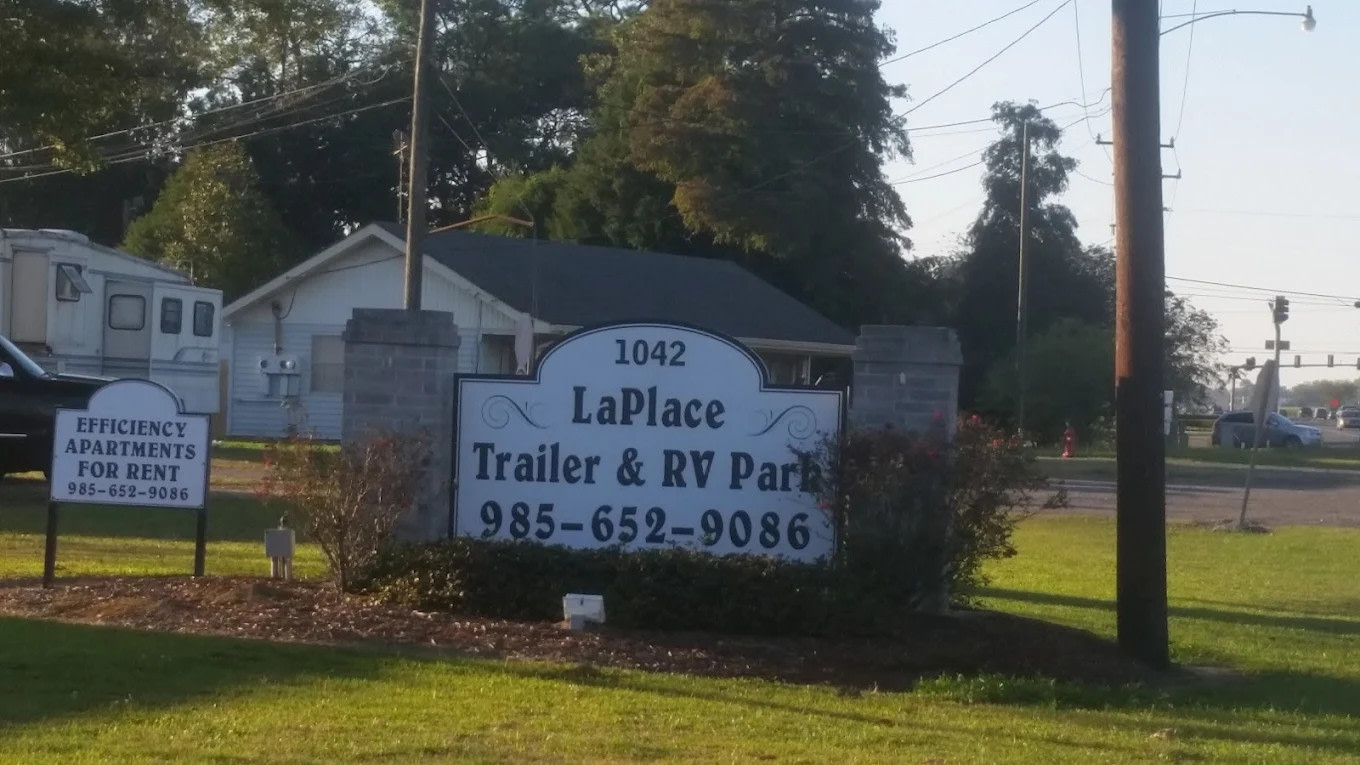 1042
LaPlace
Trailer & RV Park
985-652-9086
EFFICIENCY
APARTMENTS
FOR RENT
985-652-9086